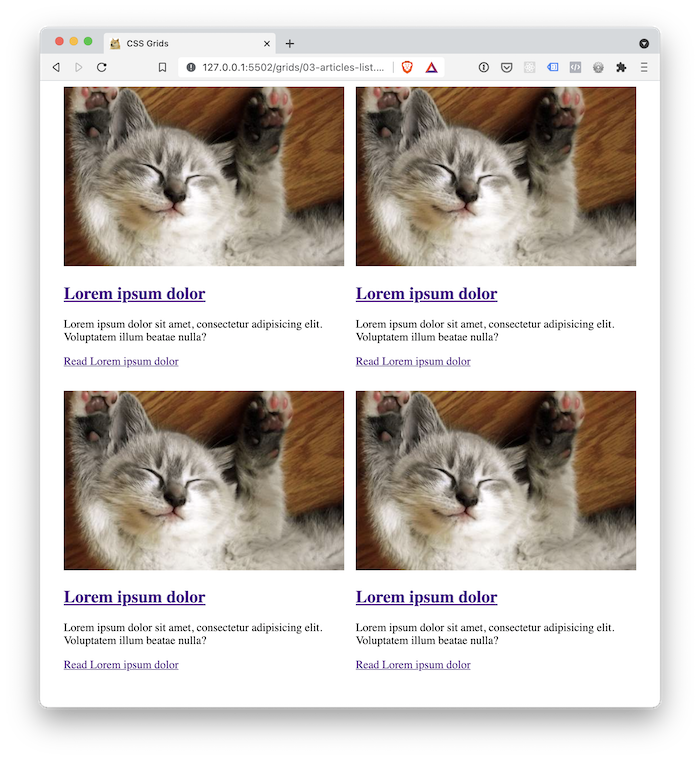 CSS Grids
127.0.0.1:5502/grids/03-articles-list....
Lorem ipsum dolor
Lorem ipsum dolor sit amet, consectetur adipisicing elit.
Voluptatem illum beatae nulla?
Read Lorem ipsum dolor
Lorem ipsum dolor
Lorem ipsum dolor sit amet, consectetur adipisicing elit.
Voluptatem illum beatae nulla?
Read Lorem ipsum dolor
Lorem ipsum dolor
Lorem ipsum dolor sit amet, consectetur adipisicing elit.
Voluptatem illum beatae nulla?
Read Lorem ipsum dolor
Lorem ipsum dolor
Lorem ipsum dolor sit amet, consectetur adipisicing elit.
Voluptatem illum beatae nulla?
Read Lorem ipsum dolor